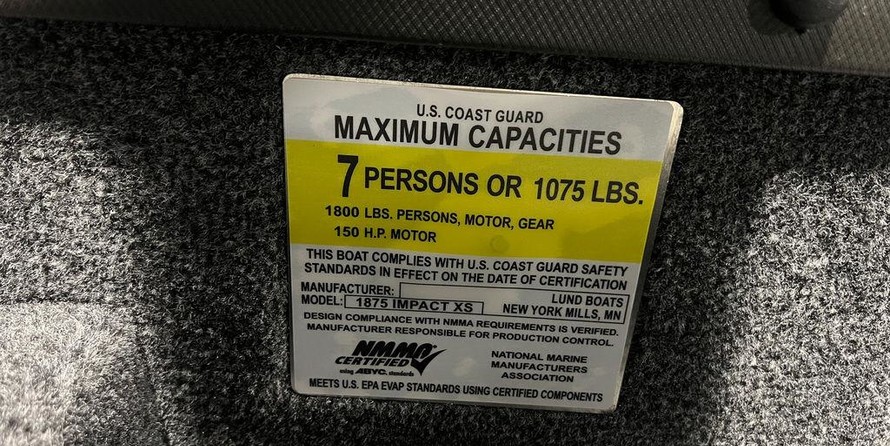 U.S. COAST GUARD
MAXIMUM CAPACITIES
7 PERSONS OR 1075 LBS.
1800 LBS. PERSONS, MOTOR, GEAR
150 H.P. MOTOR
THIS BOAT COMPLIES WITH U.S. COAST GUARD SAFETY
STANDARDS IN EFFECT ON THE DATE OF CERTIFICATION
MANUFACTURER: LUND BOATS
MODEL: 1875 IMPACT XS NEW YORK MILLS, MN
DESIGN COMPLIANCE WITH NMMA REQUIREMENTS IS VERIFIED.
MANUFACTURER RESPONSIBLE FOR PRODUCTION CONTROL.
NMMA
CERTIFIED
using ABYC. standards
NATIONAL MARINE
MANUFACTURERS
ASSOCIATION
MEETS U.S. EPA EVAP STANDARDS USING CERTIFIED COMPONENTS